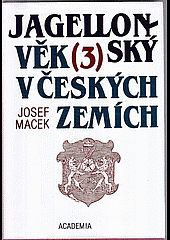 JAGELLON-
VĚK (3) SKÝ
V ČESKÝCH
JOSEF
MACEK
ZEMÍCH
ACADEMIA